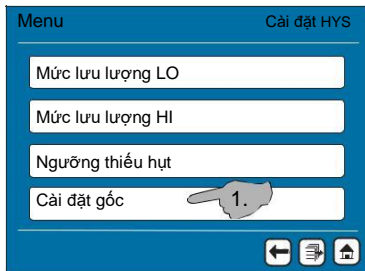 Menu Cài đặt HYS
Mức lưu lượng LO
Mức lưu lượng HI
Ngưỡng thiếu hụt
Cài đặt gốc 1.